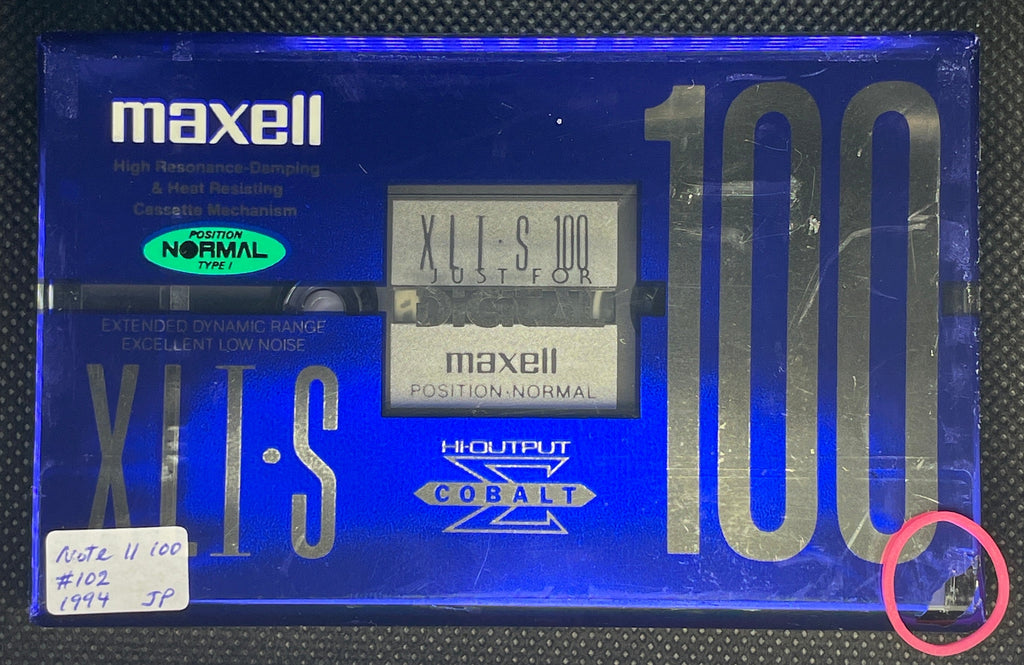 maxell
High Resonance-Damping
& Heat Resisting
Cassette Mechanism
POSITION
NORMAL
TYPE I
EXTENDED DYNAMIC RANGE
EXCELLENT LOW NOISE
XLI·S
XLI·S 100
JUST FOR
DIGITAL
maxell
POSITION·NORMAL
HI-OUTPUT
COBALT
100
Note 11 100
#102
1994 JP